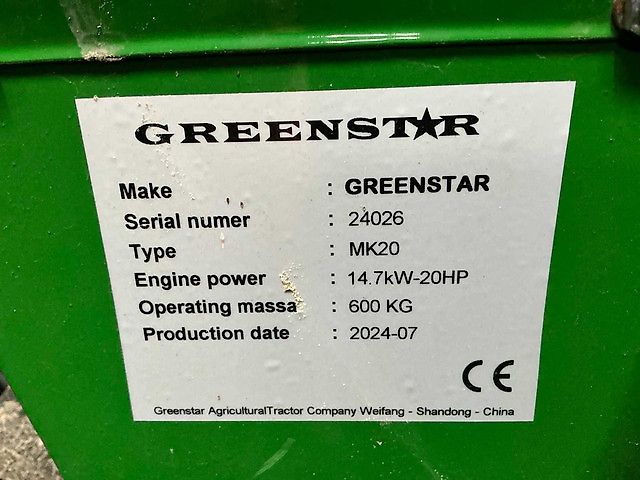 GREENSTAR
Make : GREENSTAR
Serial numer : 24026
Type : MK20
Engine power : 14.7kW-20HP
Operating massa : 600 KG
Production date : 2024-07
CE
Greenstar AgriculturalTractor Company Weifang - Shandong - China